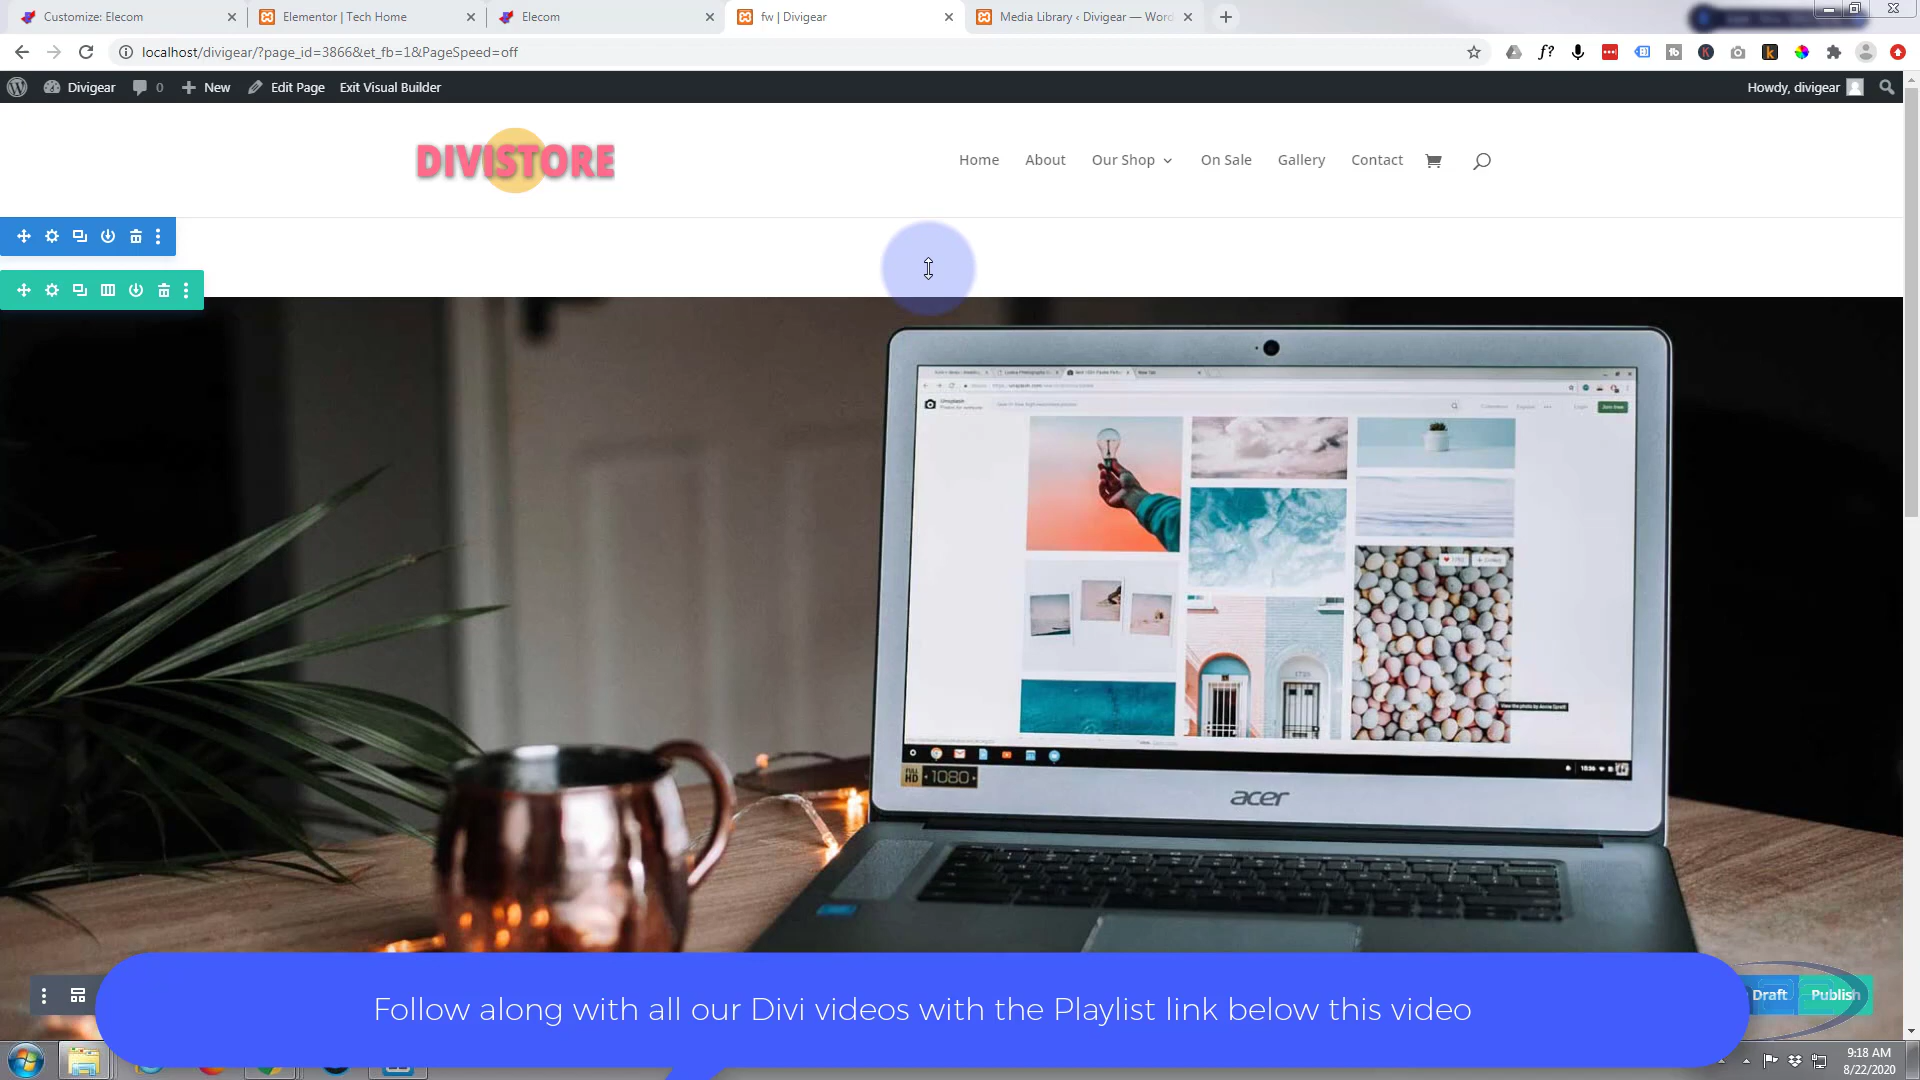 Customize: Elecom
Elementor | Tech Home
Elecom
fw | Divigear
Media Library ‹ Divigear — Word
localhost/divigear/?page_id=3866&et_fb=1&PageSpeed=off
Divigear
0
New
Edit Page
Exit Visual Builder
Howdy, divigear
DIVISTORE
Home
About
Our Shop
On Sale
Gallery
Contact
Unsplash
FULL HD 1080
acer
Draft
Publish
Follow along with all our Divi videos with the Playlist link below this video
9:18 AM
8/22/2020